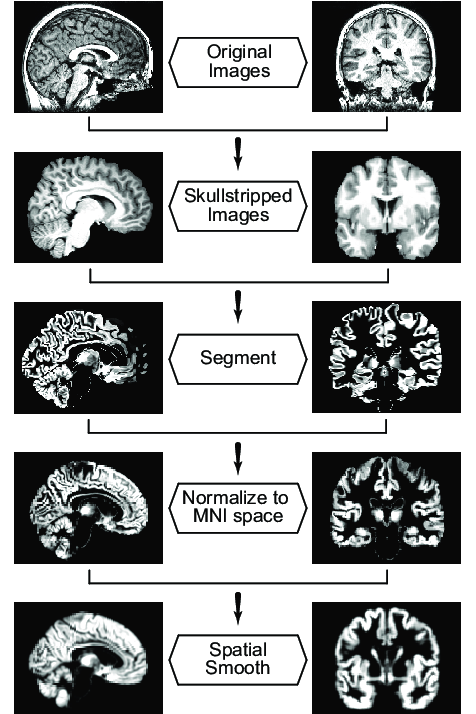 Original
Images
Skullstripped
Images
Segment
Normalize to
MNI space
Spatial
Smooth